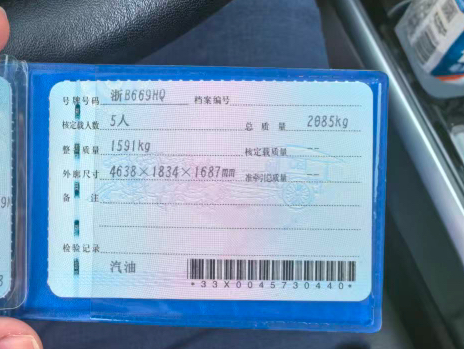 号牌号码 浙B669HQ 档案编号
核定载人数 5人 总质量 2085kg
整备质量 1591kg 核定载质量 --
外廓尺寸 4638×1834×1687mm 准牵引总质量 --
备注
检验记录
汽油
*33X0045730440*